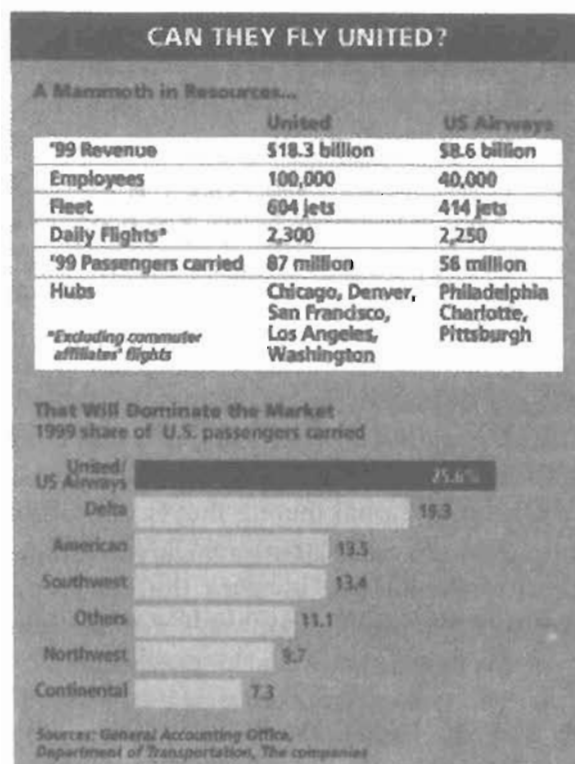 CAN THEY FLY UNITED?
A Mammoth in Resources...
United US Airways
'99 Revenue $18.3 billion $8.6 billion
Employees 100,000 40,000
Fleet 604 jets 414 jets
Daily Flights* 2,300 2,250
'99 Passengers carried 87 million 56 million
Hubs Chicago, Denver, Philadelphia
San Francisco, Charlotte,
*Excluding commuter Los Angeles, Pittsburgh
affiliates' flights Washington
That Will Dominate the Market
1999 share of U.S. passengers carried
United/
US Airways 25.6%
Delta 19.3
American 13.5
Southwest 13.4
Others 11.1
Northwest 9.7
Continental 7.3
Sources: General Accounting Office,
Department of Transportation, The companies